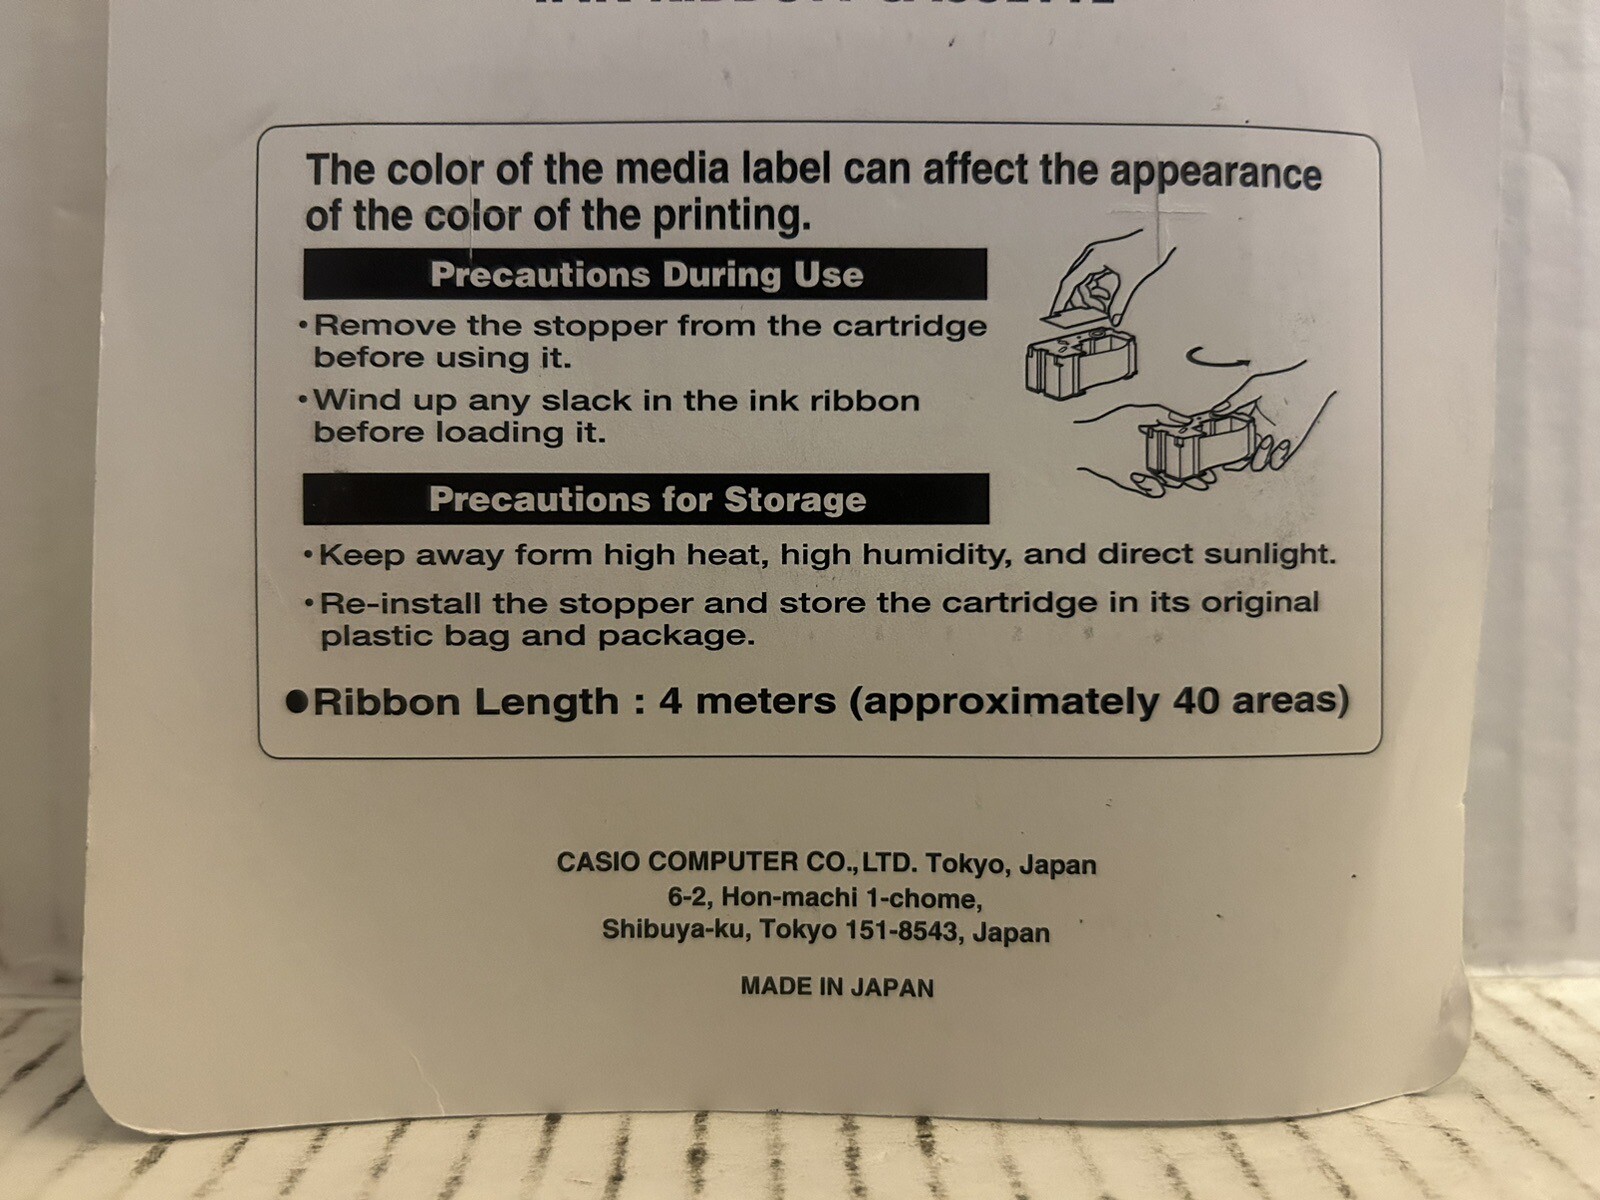 INK RIBBON CASSETTE
The color of the media label can affect the appearance
of the color of the printing.
Precautions During Use
•Remove the stopper from the cartridge
before using it.
•Wind up any slack in the ink ribbon
before loading it.
Precautions for Storage
•Keep away form high heat, high humidity, and direct sunlight.
•Re-install the stopper and store the cartridge in its original
plastic bag and package.
●Ribbon Length : 4 meters (approximately 40 areas)
CASIO COMPUTER CO.,LTD. Tokyo, Japan
6-2, Hon-machi 1-chome,
Shibuya-ku, Tokyo 151-8543, Japan
MADE IN JAPAN